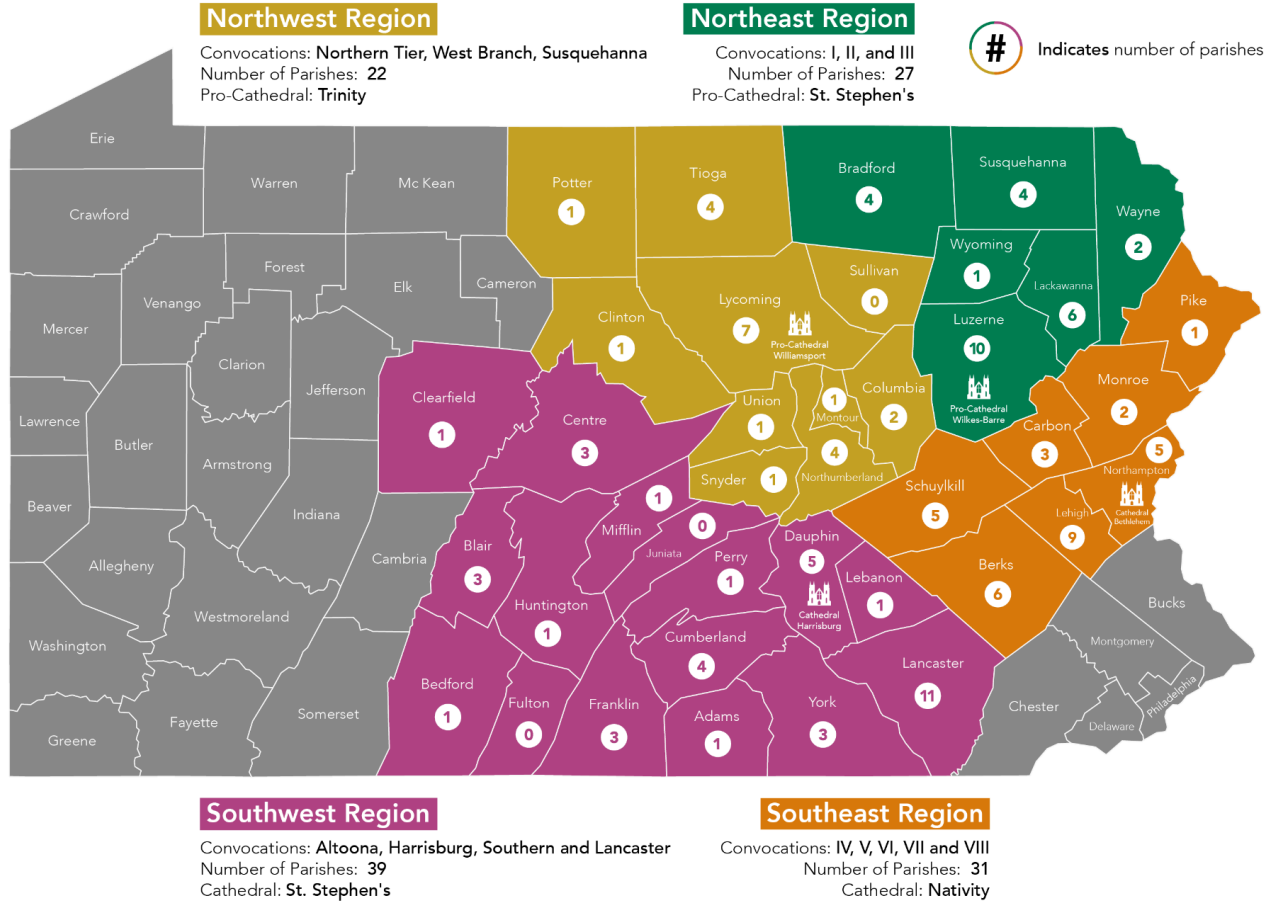 Northwest Region
Convocations: Northern Tier, West Branch, Susquehanna
Number of Parishes: 22
Pro-Cathedral: Trinity
Northeast Region
Convocations: I, II, and III
Number of Parishes: 27
Pro-Cathedral: St. Stephen's
#
Indicates number of parishes
Erie
Crawford
Warren
Mc Kean
Potter
1
Tioga
4
Bradford
4
Susquehanna
4
Wayne
2
Mercer
Venango
Forest
Elk
Cameron
Clinton
1
Lycoming
7
Pro-Cathedral
Williamsport
Sullivan
0
Wyoming
1
Lackawanna
6
Luzerne
10
Pro-Cathedral
Wilkes-Barre
Pike
1
Lawrence
Butler
Clarion
Jefferson
Clearfield
1
Centre
3
Union
1
1
Montour
Columbia
2
Snyder
1
4
Northumberland
Monroe
2
Carbon
3
5
Northampton
Cathedral
Bethlehem
Lehigh
9
Schuylkill
5
Berks
6
Beaver
Armstrong
Indiana
Cambria
Blair
3
1
Mifflin
0
Juniata
Perry
1
Dauphin
5
Cathedral
Harrisburg
Lebanon
1
Allegheny
Westmoreland
Washington
Huntington
1
Cumberland
4
Lancaster
11
Bucks
Montgomery
Philadelphia
Delaware
Chester
Greene
Fayette
Somerset
Bedford
1
Fulton
0
Franklin
3
Adams
1
York
3
Southwest Region
Convocations: Altoona, Harrisburg, Southern and Lancaster
Number of Parishes: 39
Cathedral: St. Stephen's
Southeast Region
Convocations: IV, V, VI, VII and VIII
Number of Parishes: 31
Cathedral: Nativity